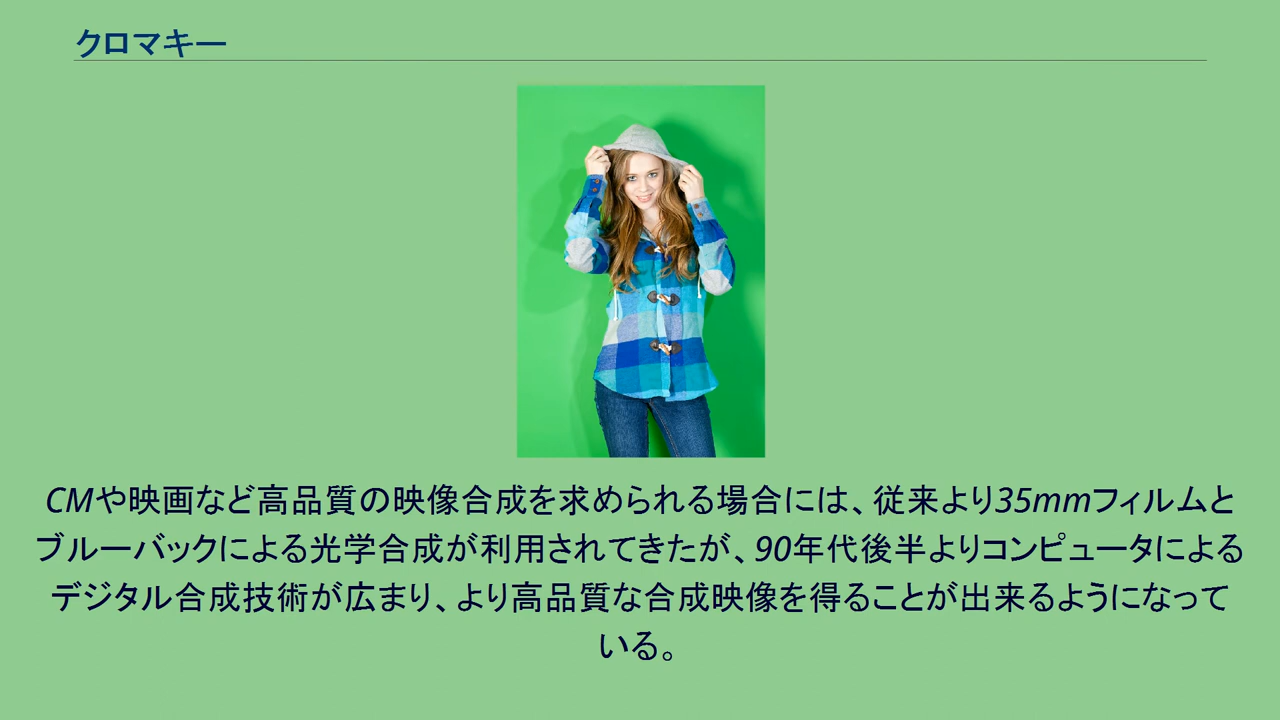 クロマキー
CMや映画など高品質の映像合成を求められる場合には、従来より35mmフィルムと
ブルーバックによる光学合成が利用されてきたが、90年代後半よりコンピュータによる
デジタル合成技術が広まり、より高品質な合成映像を得ることが出来るようになって
いる。